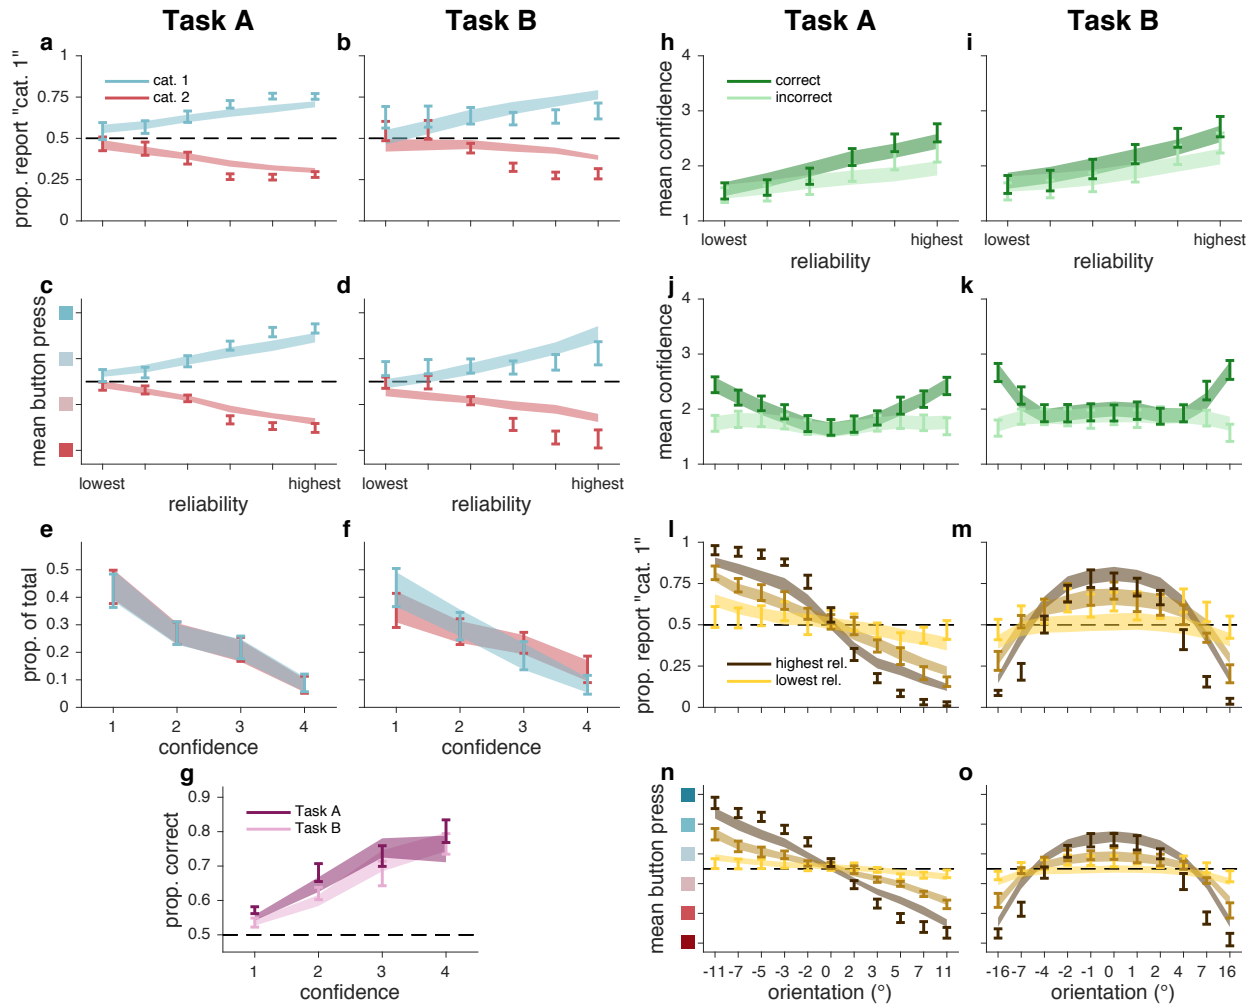 Task A
Task B
Task A
Task B
a
b
h
i
1
0.75
0.5
0.25
0
prop. report "cat. 1"
cat. 1
cat. 2
4
3
2
1
mean confidence
correct
incorrect
lowest
highest
reliability
lowest
highest
c
d
mean button press
lowest
highest
reliability
lowest
highest
j
k
4
3
2
1
mean confidence
e
f
0.5
0.4
0.3
0.2
0.1
0
prop. of total
1
2
3
4
confidence
1
2
3
4
confidence
l
m
1
0.75
0.5
0.25
0
prop. report "cat. 1"
highest rel.
lowest rel.
g
0.9
0.8
0.7
0.6
0.5
prop. correct
Task A
Task B
1
2
3
4
confidence
n
o
mean button press
-11 -7 -5 -3 -2 0 2 3 5 7 11
orientation (°)
-16 -7 -4 -2 -1 0 1 2 4 7 16
orientation (°)